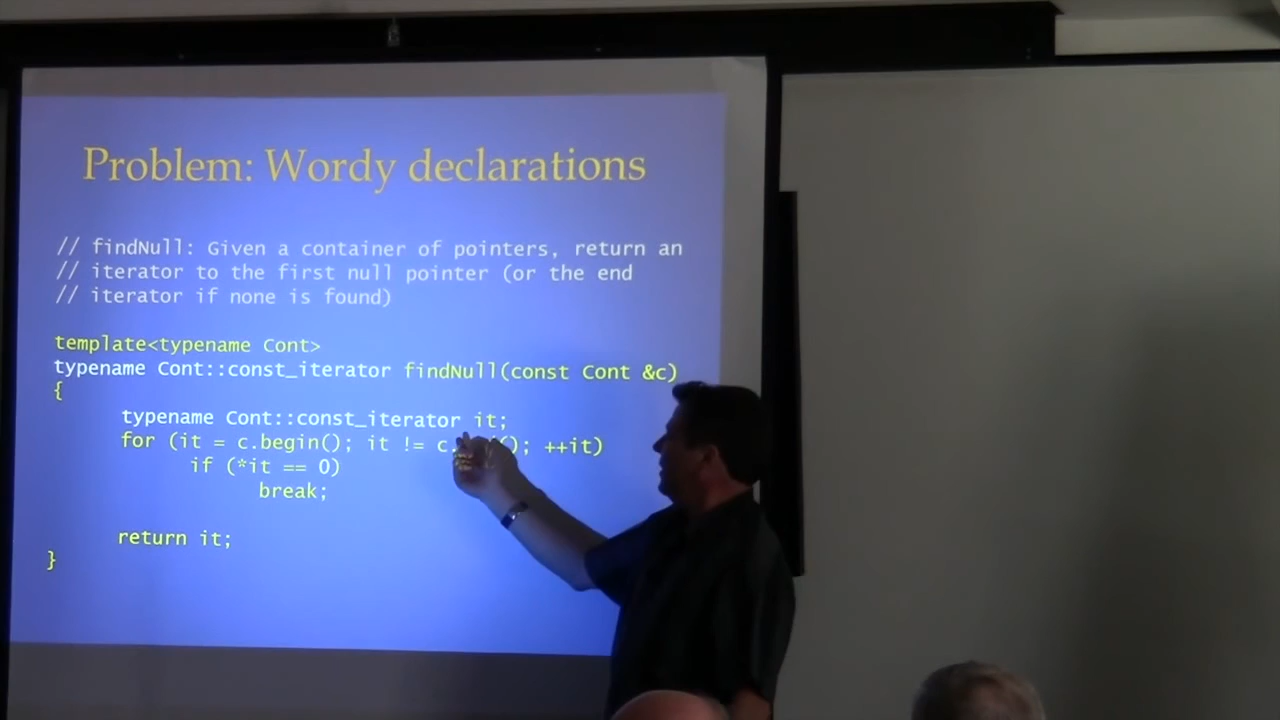 Problem: Wordy declarations
// findNull: Given a container of pointers, return an
// iterator to the first null pointer (or the end
// iterator if none is found)
template<typename Cont>
typename Cont::const_iterator findNull(const Cont &c)
{
typename Cont::const_iterator it;
for (it = c.begin(); it != c. (); ++it)
if (*it == 0)
break;
return it;
}